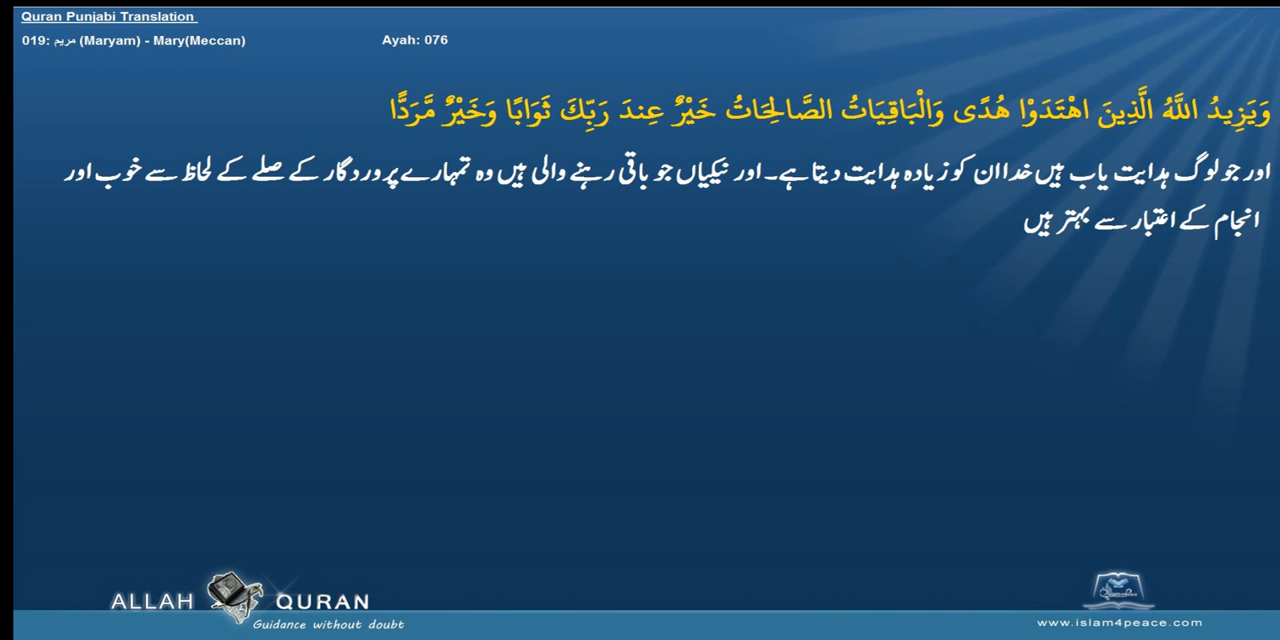 Quran Punjabi Translation
019: مريم (Maryam) - Mary(Meccan) Ayah: 076
وَيَزِيدُ اللَّهُ الَّذِينَ اهْتَدَوْا هُدًى وَالْبَاقِيَاتُ الصَّالِحَاتُ خَيْرٌ عِندَ رَبِّكَ ثَوَابًا وَخَيْرٌ مَّرَدًّا
اور جو لوگ ہدایت یاب ہیں خدا ان کو زیادہ ہدایت دیتا ہے۔ اور نیکیاں جو باقی رہنے والی ہیں وہ تمہارے پروردگار کے صلے کے لحاظ سے خوب اور
انجام کے اعتبار سے بہتر ہیں
ALLAH QURAN
Guidance without doubt
www.islam4peace.com